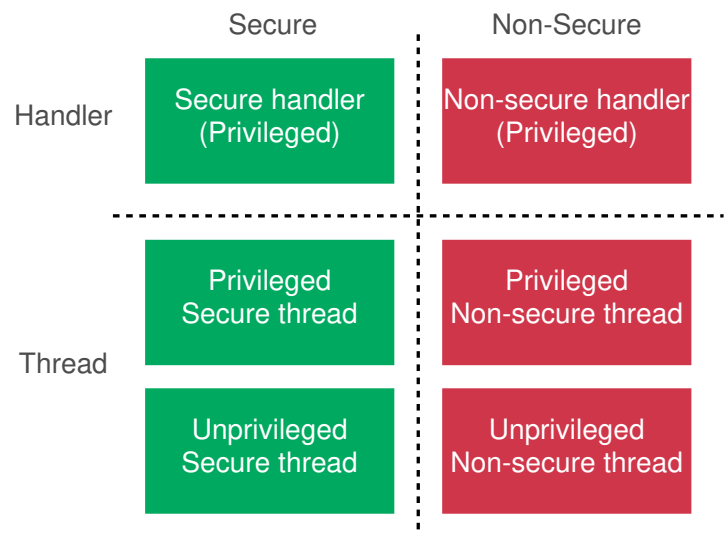 Secure
Non-Secure
Handler
Secure handler
(Privileged)
Non-secure handler
(Privileged)
Thread
Privileged
Secure thread
Privileged
Non-secure thread
Unprivileged
Secure thread
Unprivileged
Non-secure thread